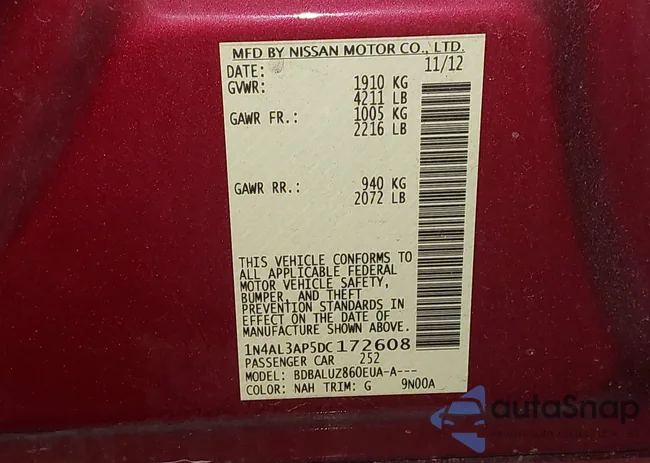 MFD BY NISSAN MOTOR CO., LTD.
DATE: 11/12
GVWR: 1910 KG
4211 LB
GAWR FR.: 1005 KG
2216 LB
GAWR RR.: 940 KG
2072 LB
THIS VEHICLE CONFORMS TO
ALL APPLICABLE FEDERAL
MOTOR VEHICLE SAFETY,
BUMPER, AND THEFT
PREVENTION STANDARDS IN
EFFECT ON THE DATE OF
MANUFACTURE SHOWN ABOVE.
1N4AL3AP5DC172608
PASSENGER CAR 252
MODEL: BDBALUZ860EUA-A---
COLOR: NAH TRIM: G 9N00A
autoSnap